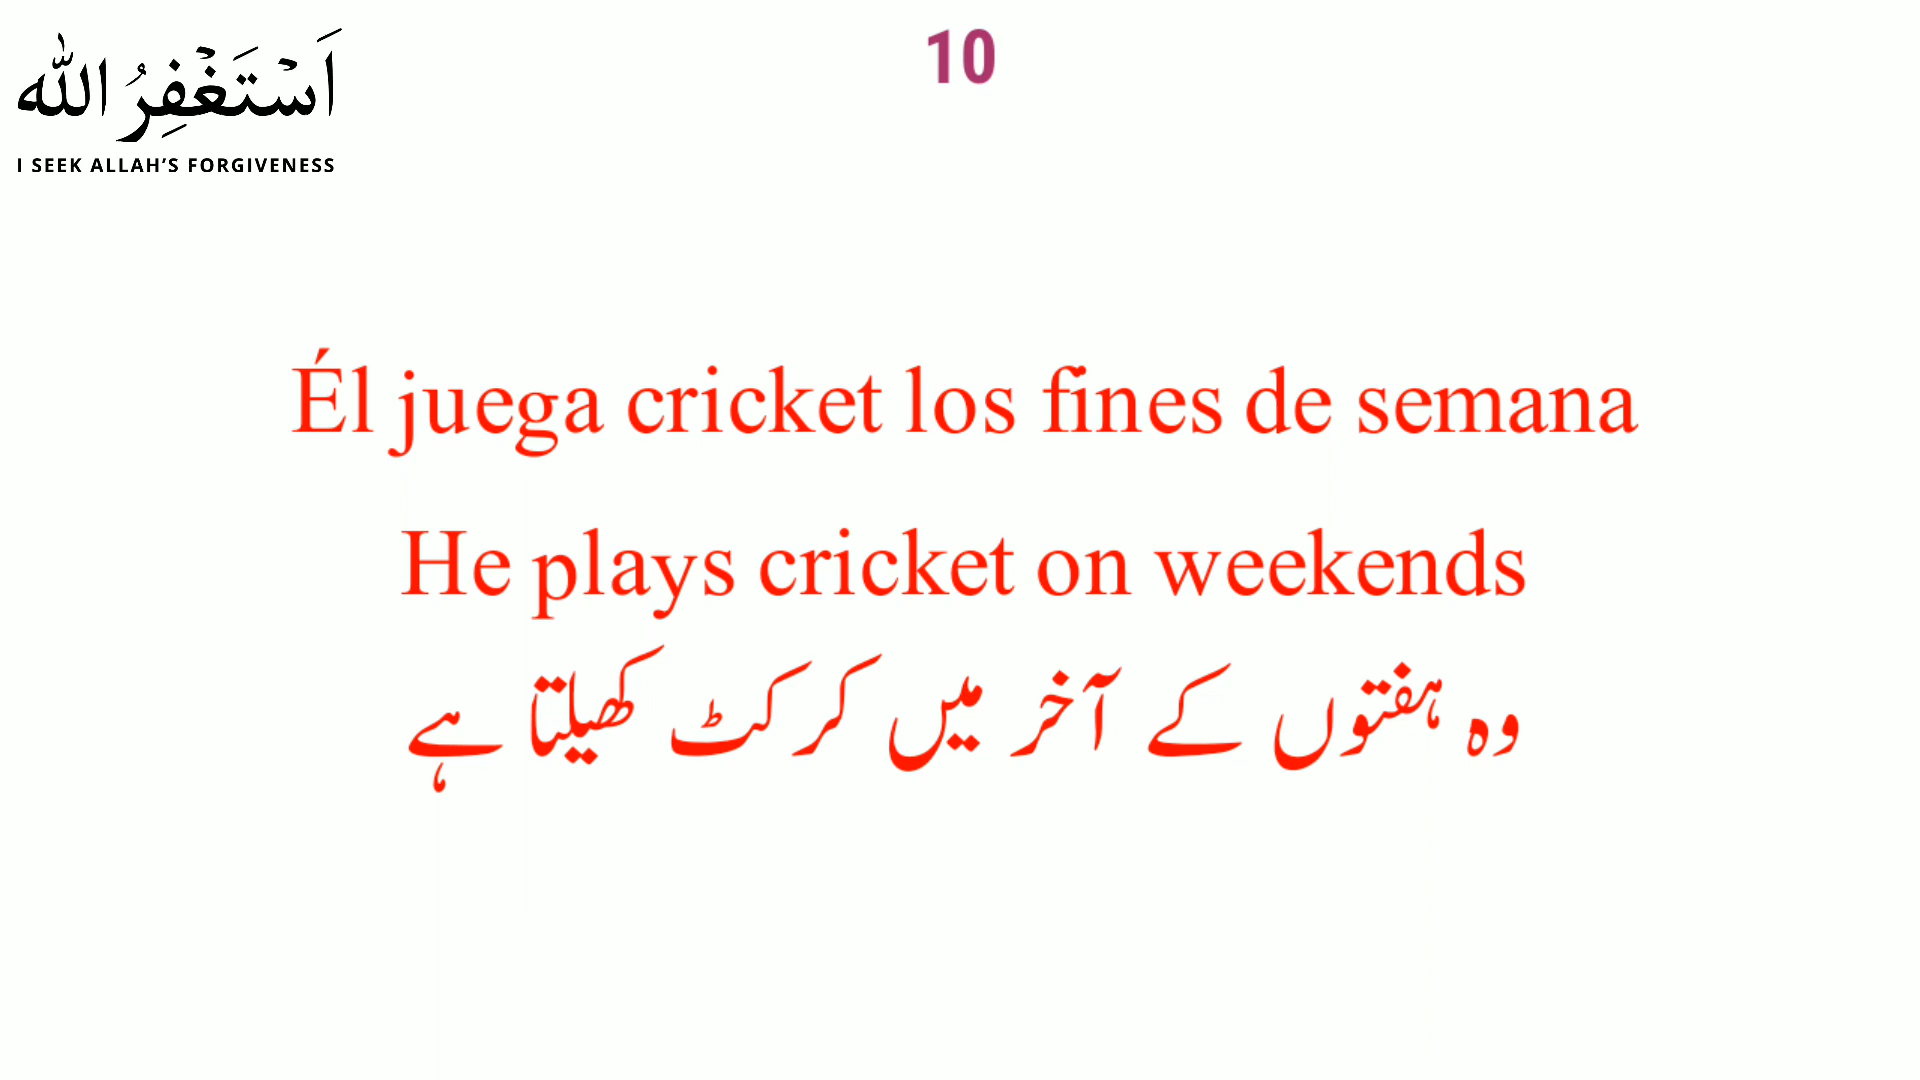 10
اَسْتَغْفِرُ اللّٰه
I SEEK ALLAH'S FORGIVENESS
Él juega cricket los fines de semana
He plays cricket on weekends
وہ ہفتوں کے آخر میں کرکٹ کھیلتا ہے